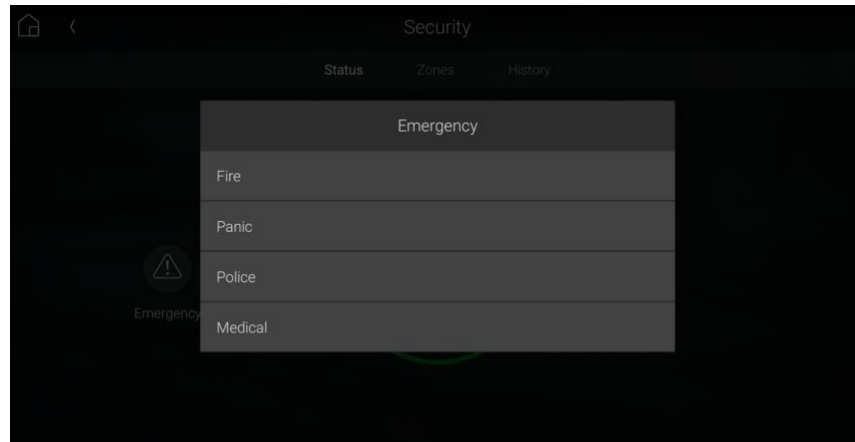 Security
Status Zones History
Emergency
Fire
Panic
Police
Emergency
Medical